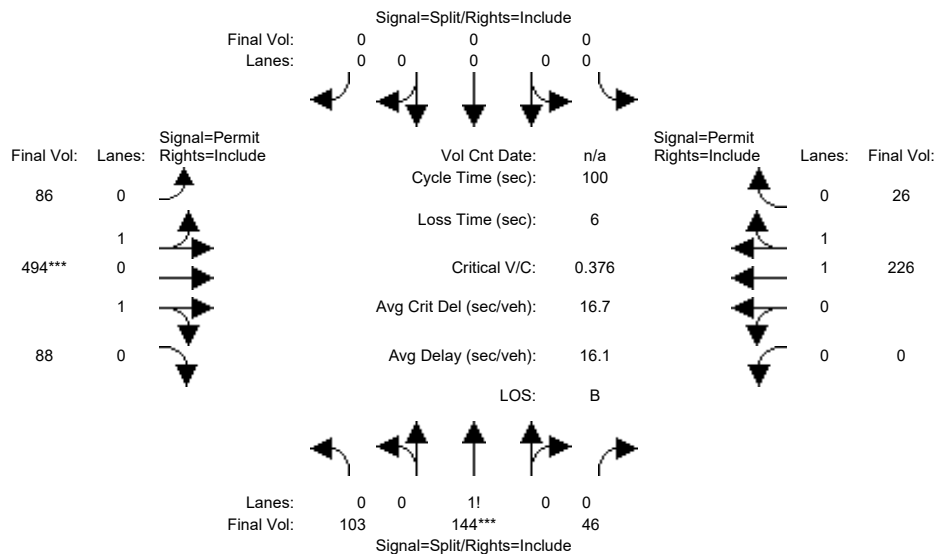 Signal=Split/Rights=Include
Final Vol: 0 0 0
Lanes: 0 0 0 0 0
Signal=Permit
Final Vol: Lanes: Rights=Include
Vol Cnt Date: n/a
Signal=Permit
Rights=Include Lanes: Final Vol:
Cycle Time (sec): 100
86 0
0 26
Loss Time (sec): 6
1
1
494*** 0
Critical V/C: 0.376
1 226
1
Avg Crit Del (sec/veh): 16.7
0
88 0
Avg Delay (sec/veh): 16.1
0 0
LOS: B
Lanes: 0 0 1! 0 0
Final Vol: 103 144*** 46
Signal=Split/Rights=Include